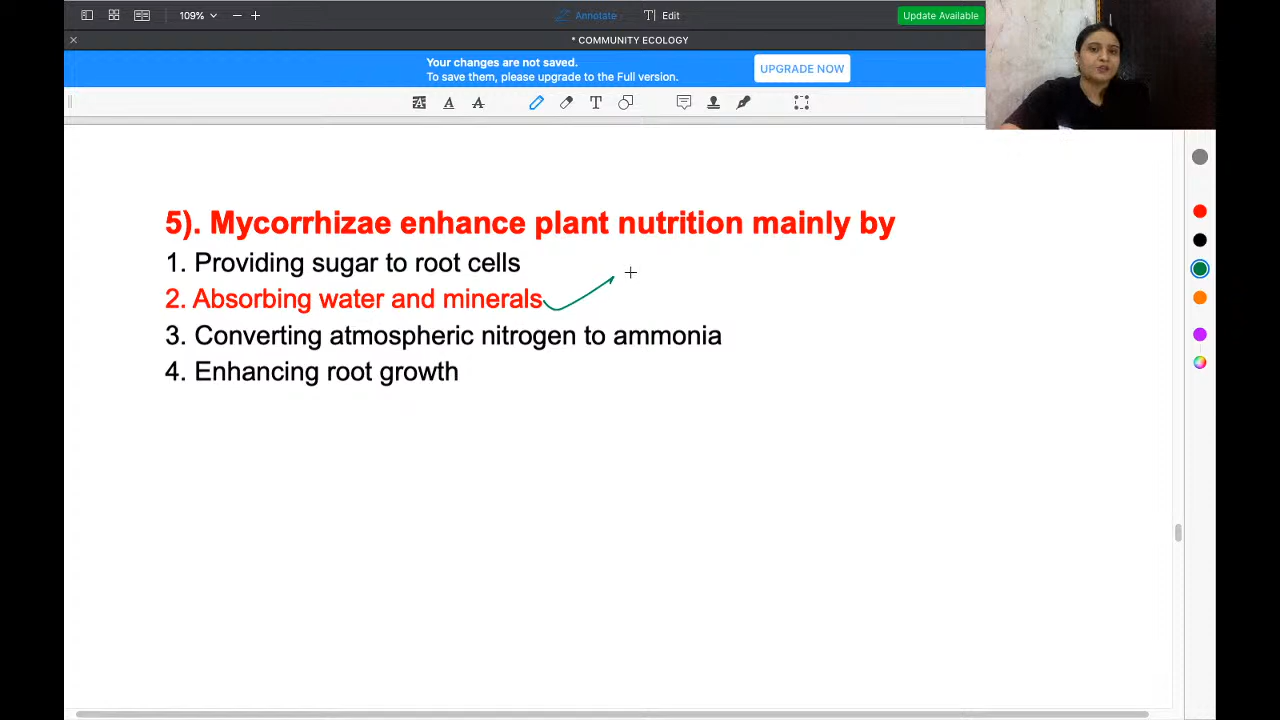 109%
Annotate
Edit
Update Available
* COMMUNITY ECOLOGY
Your changes are not saved.
To save them, please upgrade to the Full version.
UPGRADE NOW
5). Mycorrhizae enhance plant nutrition mainly by
1. Providing sugar to root cells
2. Absorbing water and minerals
3. Converting atmospheric nitrogen to ammonia
4. Enhancing root growth